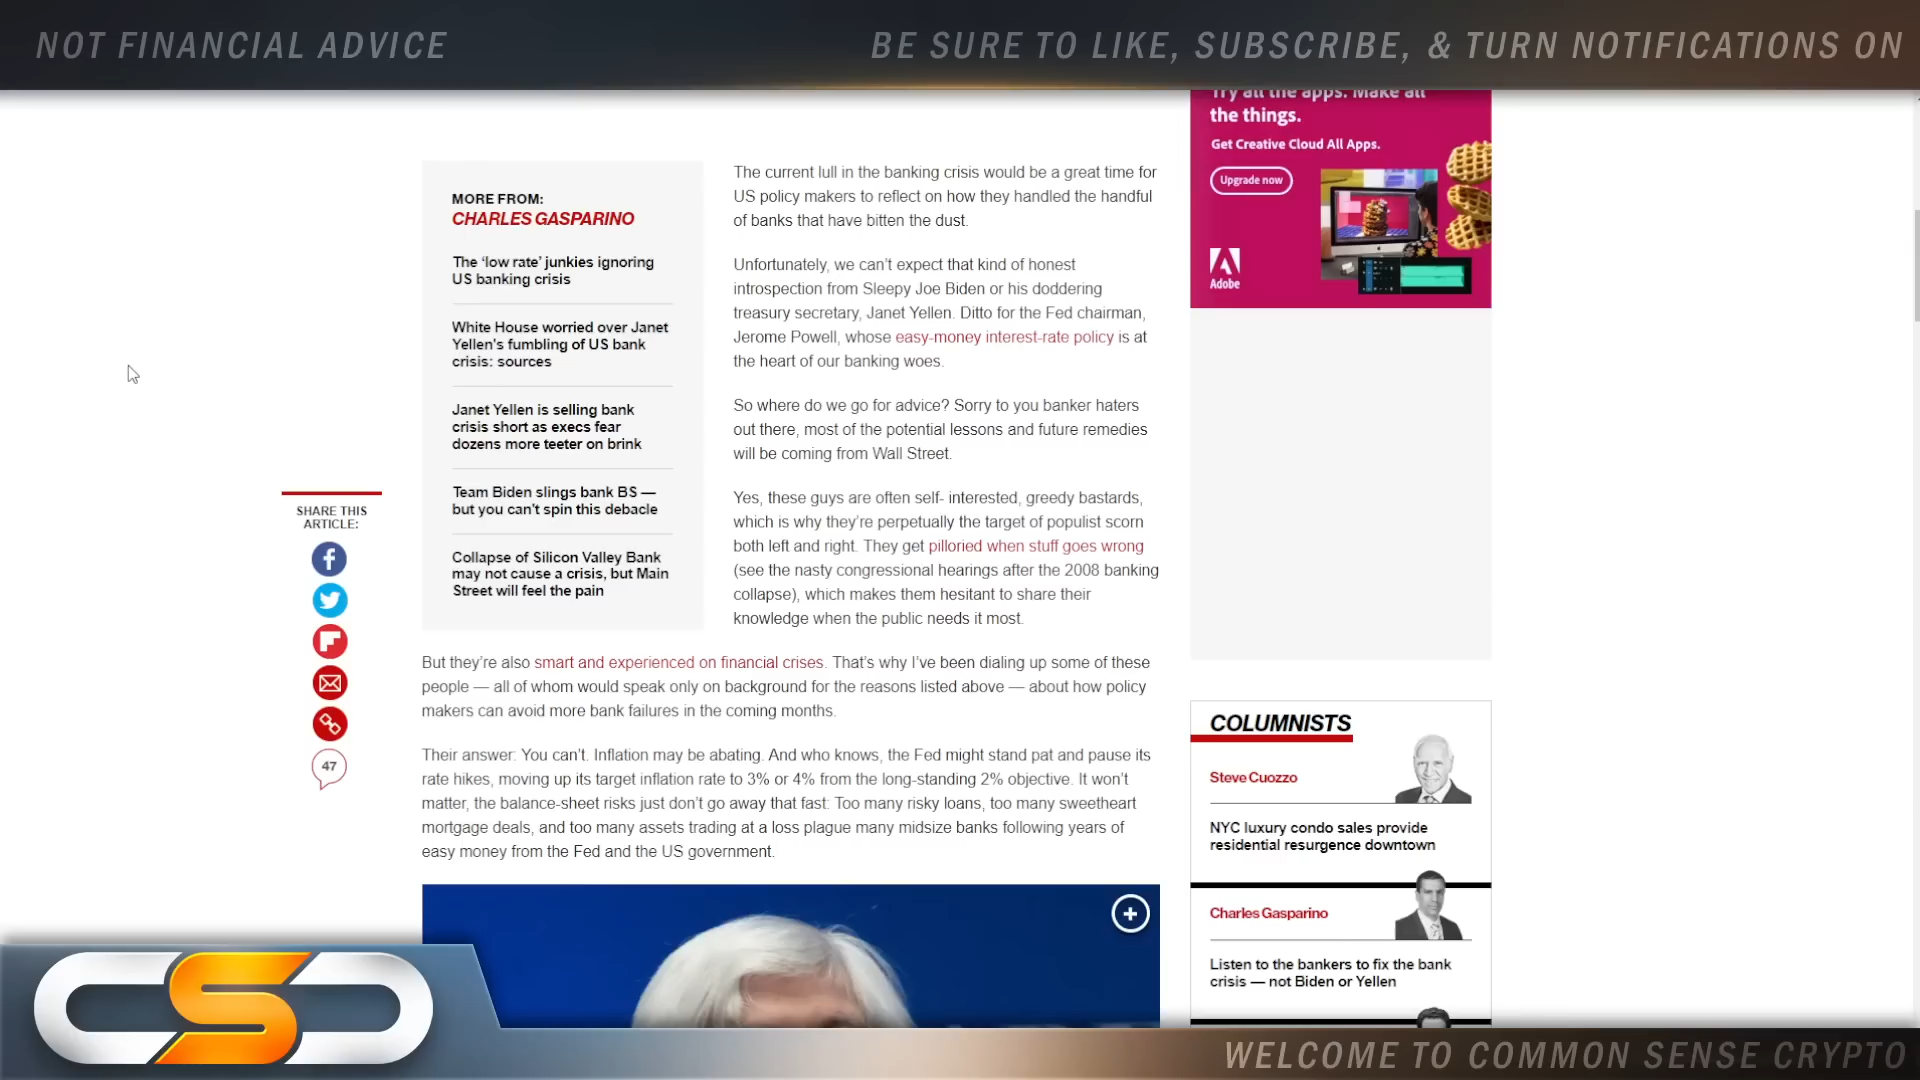 NOT FINANCIAL ADVICE
BE SURE TO LIKE, SUBSCRIBE, & TURN NOTIFICATIONS ON
Try all the apps. Make all
the things.
Get Creative Cloud All Apps.
Upgrade now
Adobe
MORE FROM:
CHARLES GASPARINO
The ‘low rate’ junkies ignoring
US banking crisis
White House worried over Janet
Yellen’s fumbling of US bank
crisis: sources
Janet Yellen is selling bank
crisis short as execs fear
dozens more teeter on brink
Team Biden slings bank BS —
but you can’t spin this debacle
Collapse of Silicon Valley Bank
may not cause a crisis, but Main
Street will feel the pain
The current lull in the banking crisis would be a great time for
US policy makers to reflect on how they handled the handful
of banks that have bitten the dust.
Unfortunately, we can’t expect that kind of honest
introspection from Sleepy Joe Biden or his doddering
treasury secretary, Janet Yellen. Ditto for the Fed chairman,
Jerome Powell, whose easy-money interest-rate policy is at
the heart of our banking woes.
So where do we go for advice? Sorry to you banker haters
out there, most of the potential lessons and future remedies
will be coming from Wall Street.
Yes, these guys are often self- interested, greedy bastards,
which is why they’re perpetually the target of populist scorn
both left and right. They get pilloried when stuff goes wrong
(see the nasty congressional hearings after the 2008 banking
collapse), which makes them hesitant to share their
knowledge when the public needs it most.
SHARE THIS
ARTICLE:
47
But they’re also smart and experienced on financial crises. That’s why I’ve been dialing up some of these
people — all of whom would speak only on background for the reasons listed above — about how policy
makers can avoid more bank failures in the coming months.
Their answer: You can’t. Inflation may be abating. And who knows, the Fed might stand pat and pause its
rate hikes, moving up its target inflation rate to 3% or 4% from the long-standing 2% objective. It won’t
matter, the balance-sheet risks just don’t go away that fast: Too many risky loans, too many sweetheart
mortgage deals, and too many assets trading at a loss plague many midsize banks following years of
easy money from the Fed and the US government.
COLUMNISTS
Steve Cuozzo
NYC luxury condo sales provide
residential resurgence downtown
Charles Gasparino
Listen to the bankers to fix the bank
crisis — not Biden or Yellen
CSC
WELCOME TO COMMON SENSE CRYPTO